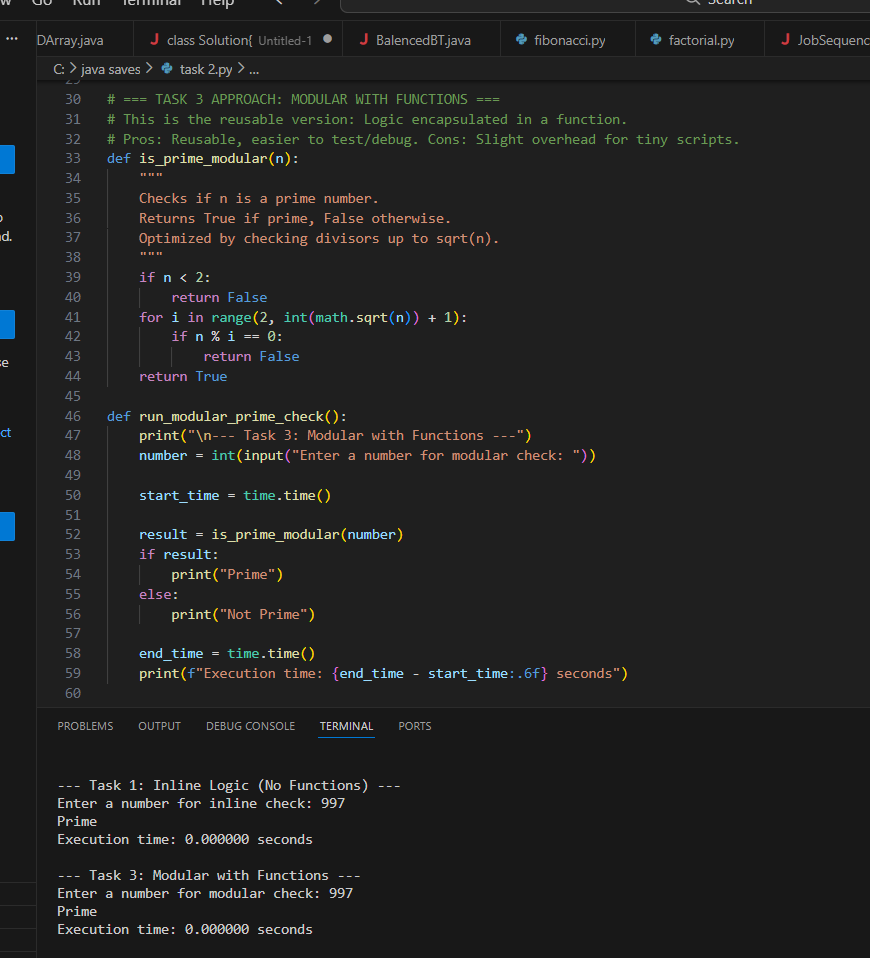 Go Run Terminal Help Search
DArray.java class Solution{ Untitled-1 BalencedBT.java fibonacci.py factorial.py JobSequenc
C: > java saves > task 2.py > ...
30 # === TASK 3 APPROACH: MODULAR WITH FUNCTIONS ===
31 # This is the reusable version: Logic encapsulated in a function.
32 # Pros: Reusable, easier to test/debug. Cons: Slight overhead for tiny scripts.
33 def is_prime_modular(n):
34     """
35     Checks if n is a prime number.
36     Returns True if prime, False otherwise.
37     Optimized by checking divisors up to sqrt(n).
38     """
39     if n < 2:
40         return False
41     for i in range(2, int(math.sqrt(n)) + 1):
42         if n % i == 0:
43             return False
44     return True
45
46 def run_modular_prime_check():
47     print("\n--- Task 3: Modular with Functions ---")
48     number = int(input("Enter a number for modular check: "))
49
50     start_time = time.time()
51
52     result = is_prime_modular(number)
53     if result:
54         print("Prime")
55     else:
56         print("Not Prime")
57
58     end_time = time.time()
59     print(f"Execution time: {end_time - start_time:.6f} seconds")
60
PROBLEMS OUTPUT DEBUG CONSOLE TERMINAL PORTS
--- Task 1: Inline Logic (No Functions) ---
Enter a number for inline check: 997
Prime
Execution time: 0.000000 seconds
--- Task 3: Modular with Functions ---
Enter a number for modular check: 997
Prime
Execution time: 0.000000 seconds